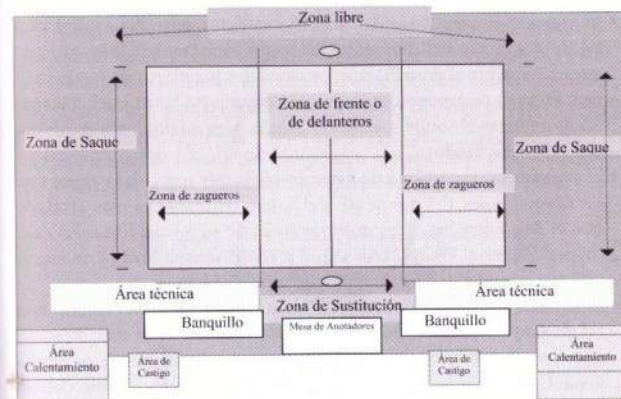 Zona libre
Zona de frente o
de delanteros
Zona de Saque
Zona de Saque
Zona de zagueros
Zona de zagueros
Área técnica
Zona de Sustitución
Área técnica
Banquillo
Mesa de Anotadores
Banquillo
Área
Calentamiento
Área de
Castigo
Área de
Castigo
Área
Calentamiento